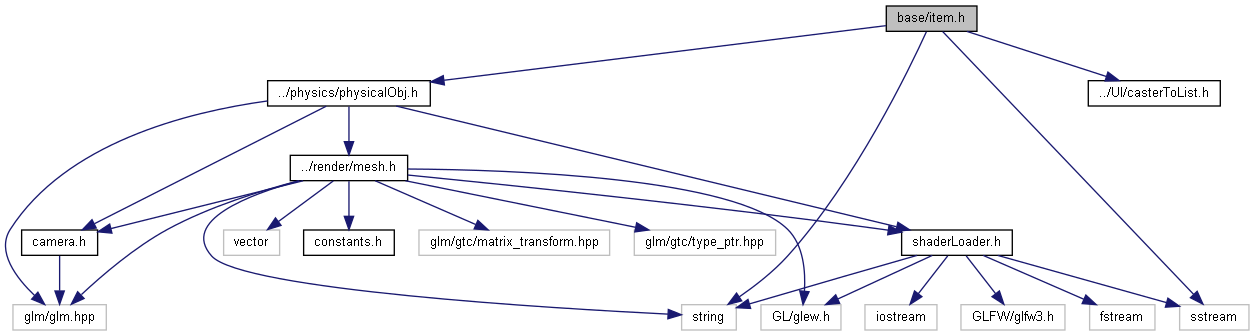 base/item.h
../physics/physicalObj.h
../UI/casterToList.h
../render/mesh.h
camera.h
vector
constants.h
glm/gtc/matrix_transform.hpp
glm/gtc/type_ptr.hpp
shaderLoader.h
glm/glm.hpp
string
GL/glew.h
iostream
GLFW/glfw3.h
fstream
sstream